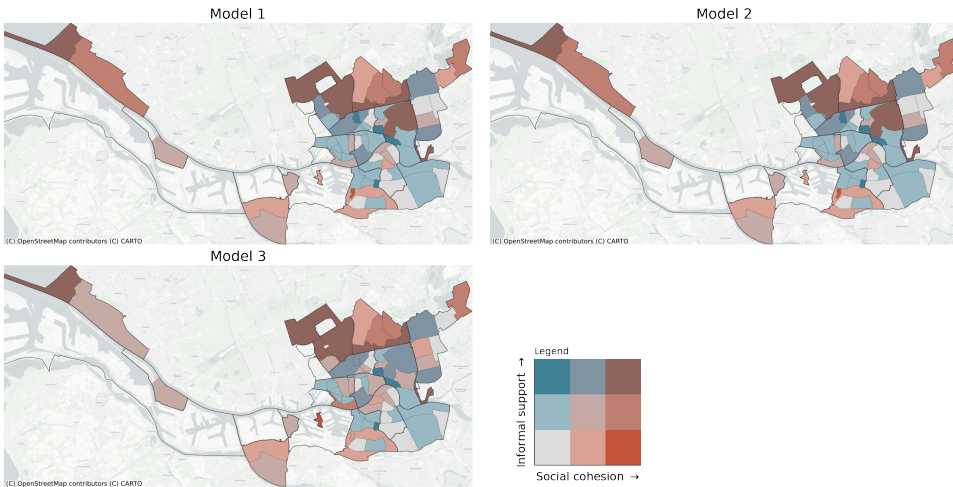 Model 1
Model 2
(C) OpenStreetMap contributors (C) CARTO
(C) OpenStreetMap contributors (C) CARTO
Model 3
(C) OpenStreetMap contributors (C) CARTO
Legend
Informal support →
Social cohesion →